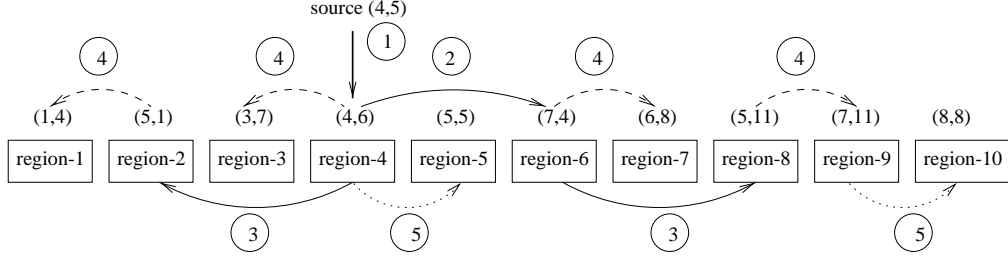 source (4,5)
1
4 4 2 4 4
(1,4) (5,1) (3,7) (4,6) (5,5) (7,4) (6,8) (5,11) (7,11) (8,8)
region-1 region-2 region-3 region-4 region-5 region-6 region-7 region-8 region-9 region-10
3 5 3 5